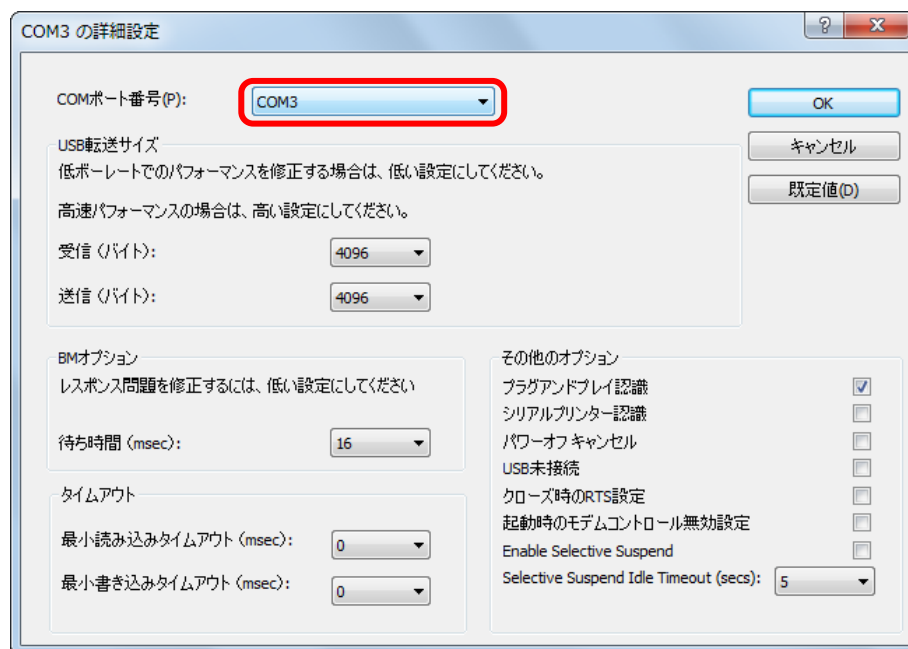 COM3 の詳細設定
COMポート番号(P): COM3
OK
USB転送サイズ
キャンセル
低ボーレートでのパフォーマンスを修正する場合は、低い設定にしてください。
既定値(D)
高速パフォーマンスの場合は、高い設定にしてください。
受信 (バイト): 4096
送信 (バイト): 4096
BMオプション
レスポンス問題を修正するには、低い設定にしてください
待ち時間 (msec): 16
タイムアウト
最小読み込みタイムアウト (msec): 0
最小書き込みタイムアウト (msec): 0
その他のオプション
プラグアンドプレイ認識
シリアルプリンター認識
パワーオフ キャンセル
USB未接続
クローズ時のRTS設定
起動時のモデムコントロール無効設定
Enable Selective Suspend
Selective Suspend Idle Timeout (secs): 5